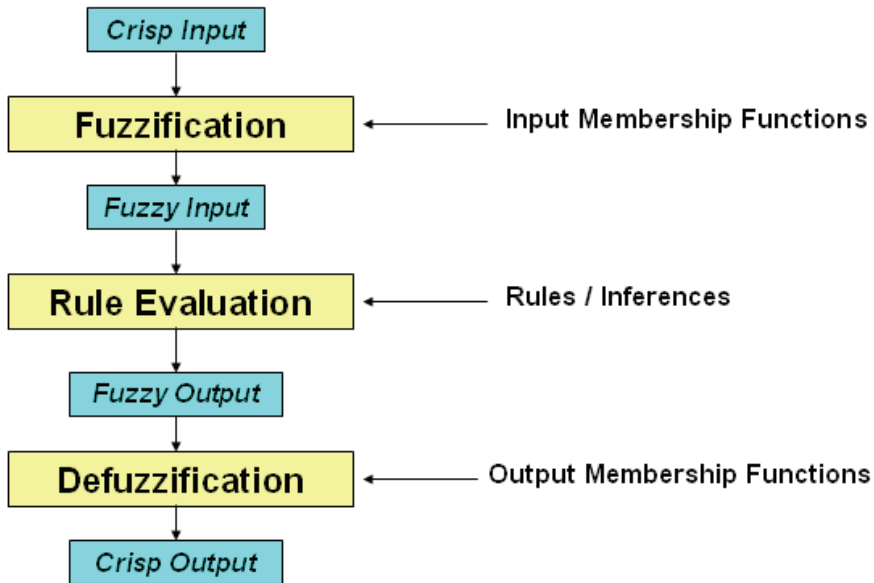 Crisp Input
Fuzzification
Input Membership Functions
Fuzzy Input
Rule Evaluation
Rules / Inferences
Fuzzy Output
Defuzzification
Output Membership Functions
Crisp Output